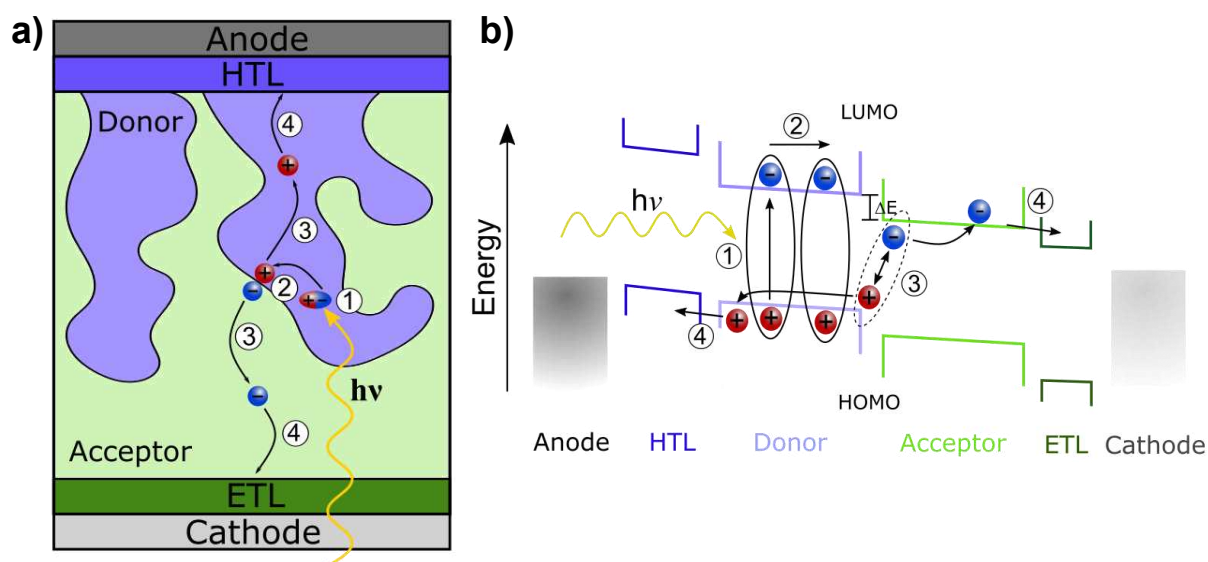 a)
Anode
HTL
Donor
4
+
3
+
2
-
+-
1
3
hν
-
4
Acceptor
ETL
Cathode
b)
LUMO
2
-
-
hν
ΔE
-
4
1
-
Energy
3
+
4
+
+
+
HOMO
Anode
HTL
Donor
Acceptor
ETL
Cathode